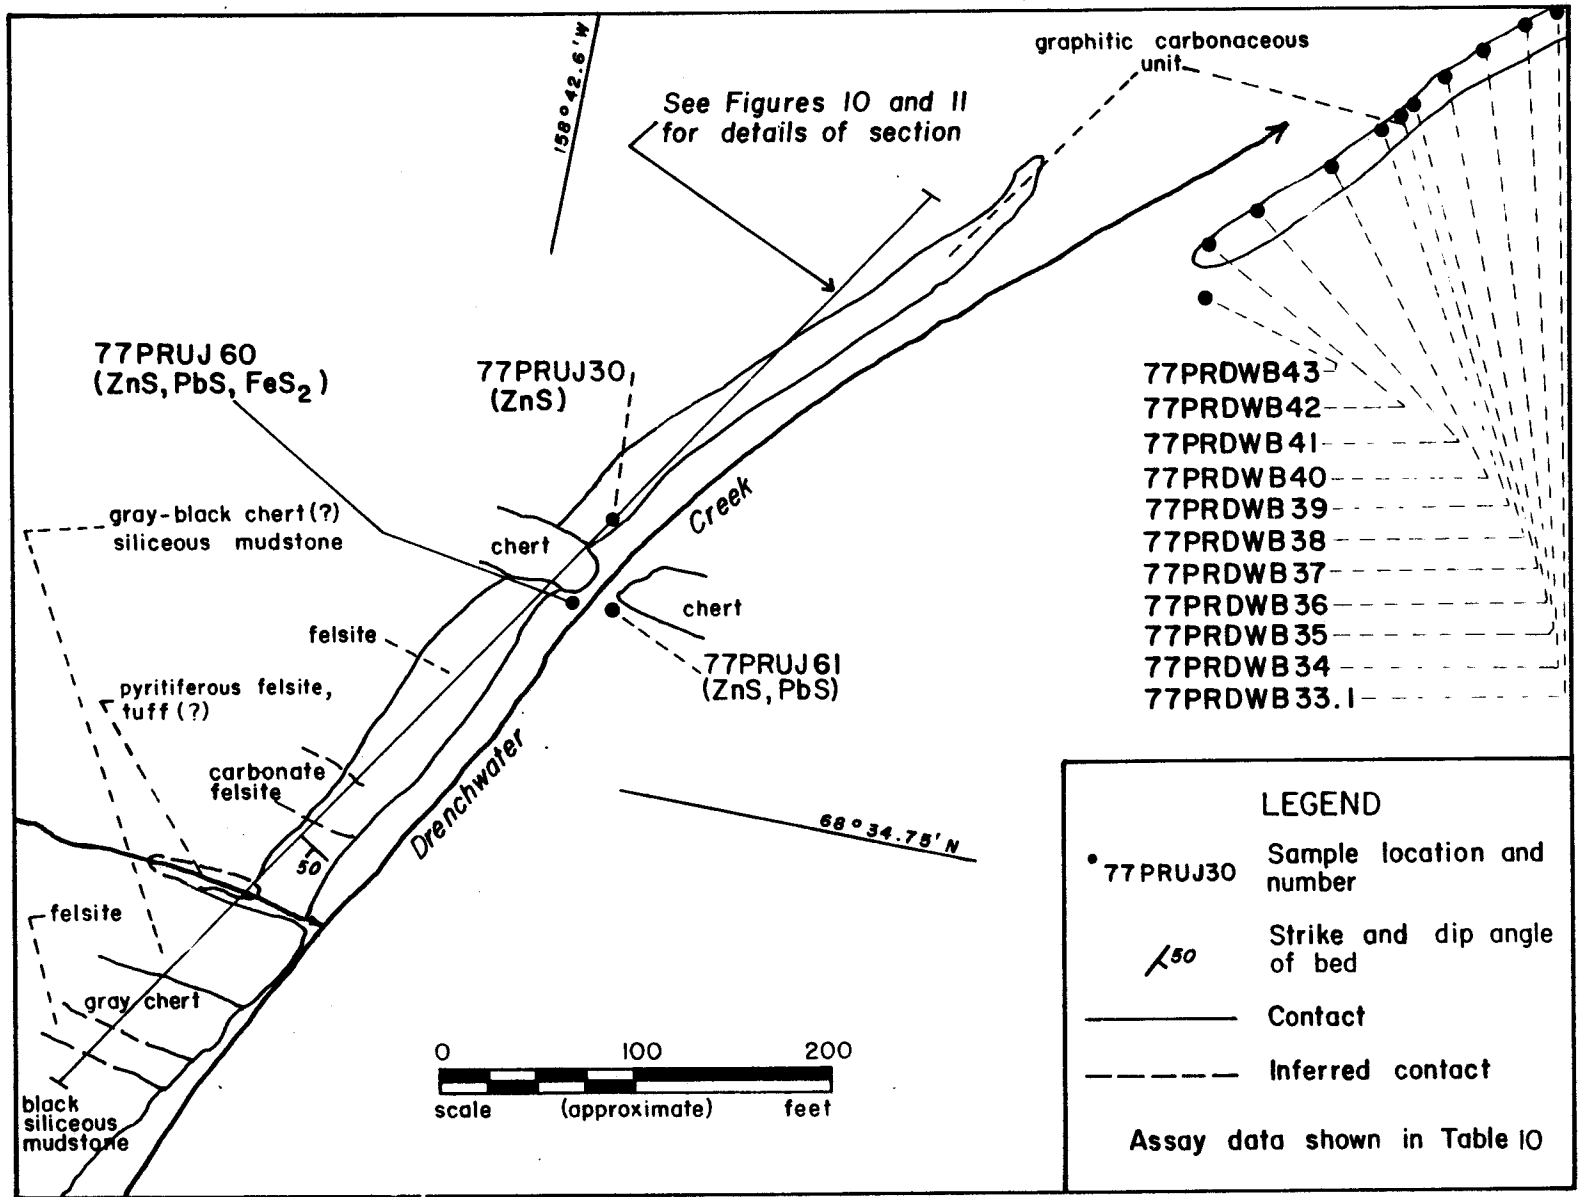 158° 42.6'W
graphitic carbonaceous
unit
See Figures 10 and 11
for details of section
77PRUJ60
(ZnS, PbS, FeS₂)
77PRUJ30
(ZnS)
gray-black chert(?)
siliceous mudstone
chert
Creek
chert
felsite
77PRUJ61
(ZnS, PbS)
pyritiferous felsite,
tuff(?)
carbonate
felsite
Drenchwater
68° 34.75' N
50
felsite
gray chert
black
siliceous
mudstone
77PRDWB43
77PRDWB42
77PRDWB41
77PRDWB40
77PRDWB39
77PRDWB38
77PRDWB37
77PRDWB36
77PRDWB35
77PRDWB34
77PRDWB33.1
0 100 200
scale (approximate) feet
LEGEND
77PRUJ30 Sample location and
number
50 Strike and dip angle
of bed
Contact
Inferred contact
Assay data shown in Table 10